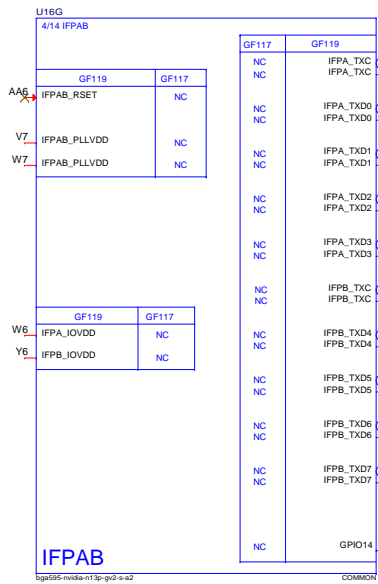 U16G
4/14 IFPAB
GF117 GF119
NC IFPA_TXC
NC IFPA_TXC
GF119 GF117
AA6 IFPAB_RSET NC
NC IFPA_TXD0
NC IFPA_TXD0
V7 IFPAB_PLLVDD NC
NC IFPA_TXD1
W7 IFPAB_PLLVDD NC
NC IFPA_TXD1
NC IFPA_TXD2
NC IFPA_TXD2
NC IFPA_TXD3
NC IFPA_TXD3
NC IFPB_TXC
NC IFPB_TXC
GF119 GF117
W6 IFPA_IOVDD NC
NC IFPB_TXD4
NC IFPB_TXD4
Y6 IFPB_IOVDD NC
NC IFPB_TXD5
NC IFPB_TXD5
NC IFPB_TXD6
NC IFPB_TXD6
NC IFPB_TXD7
NC IFPB_TXD7
NC GPIO14
IFPAB
bga595-nvidia-n13p-gv2-s-a2 COMMON